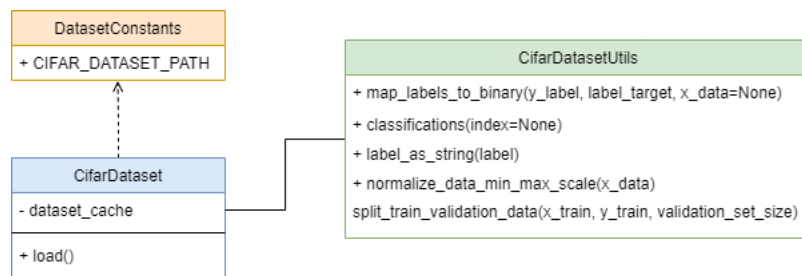 DatasetConstants
+ CIFAR_DATASET_PATH
CifarDatasetUtils
+ map_labels_to_binary(y_label, label_target, x_data=None)
+ classifications(index=None)
+ label_as_string(label)
+ normalize_data_min_max_scale(x_data)
split_train_validation_data(x_train, y_train, validation_set_size)
CifarDataset
- dataset_cache
+ load()